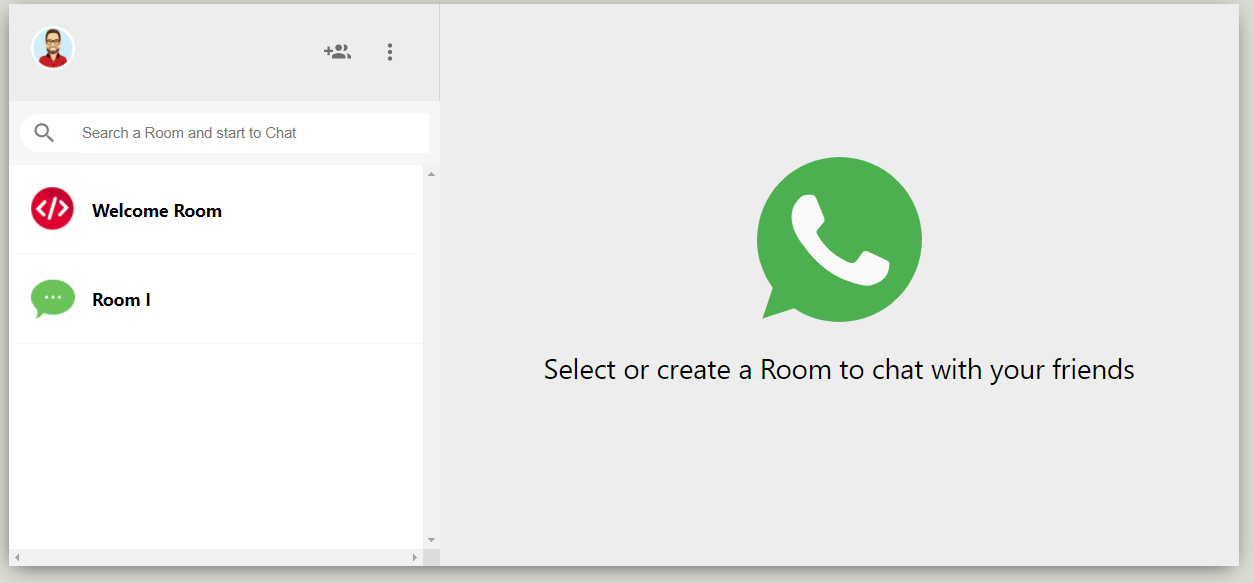 Search a Room and start to Chat
Welcome Room
Room I
Select or create a Room to chat with your friends